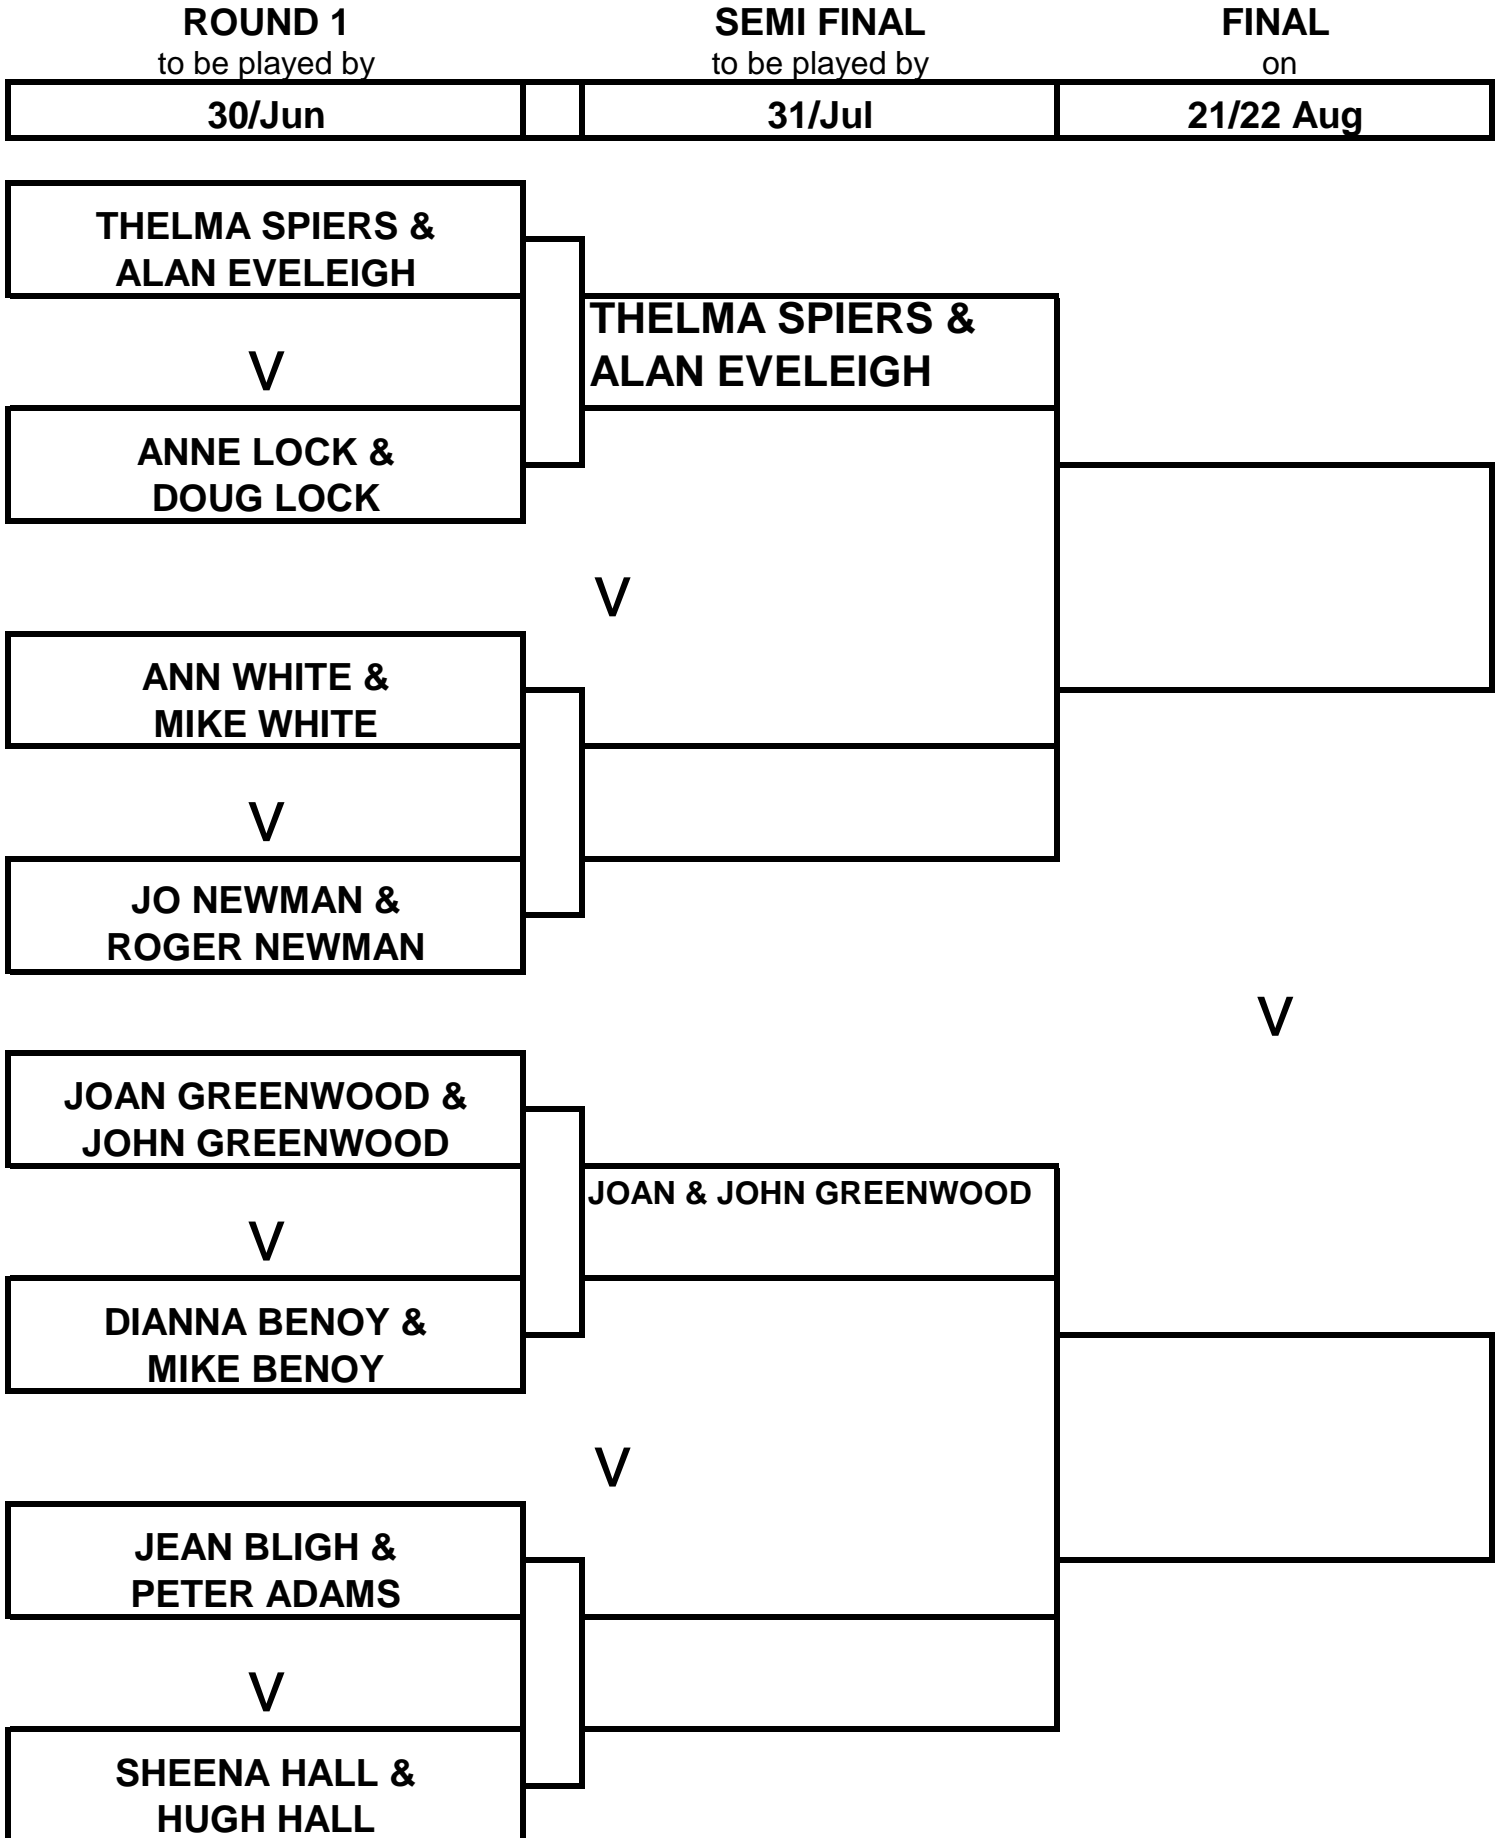 ROUND 1
to be played by
30/Jun
SEMI FINAL
to be played by
31/Jul
FINAL
on
21/22 Aug
THELMA SPIERS &
ALAN EVELEIGH
V
ANNE LOCK &
DOUG LOCK
THELMA SPIERS &
ALAN EVELEIGH
V
ANN WHITE &
MIKE WHITE
V
JO NEWMAN &
ROGER NEWMAN
V
JOAN GREENWOOD &
JOHN GREENWOOD
V
DIANNA BENOY &
MIKE BENOY
JOAN & JOHN GREENWOOD
V
JEAN BLIGH &
PETER ADAMS
V
SHEENA HALL &
HUGH HALL